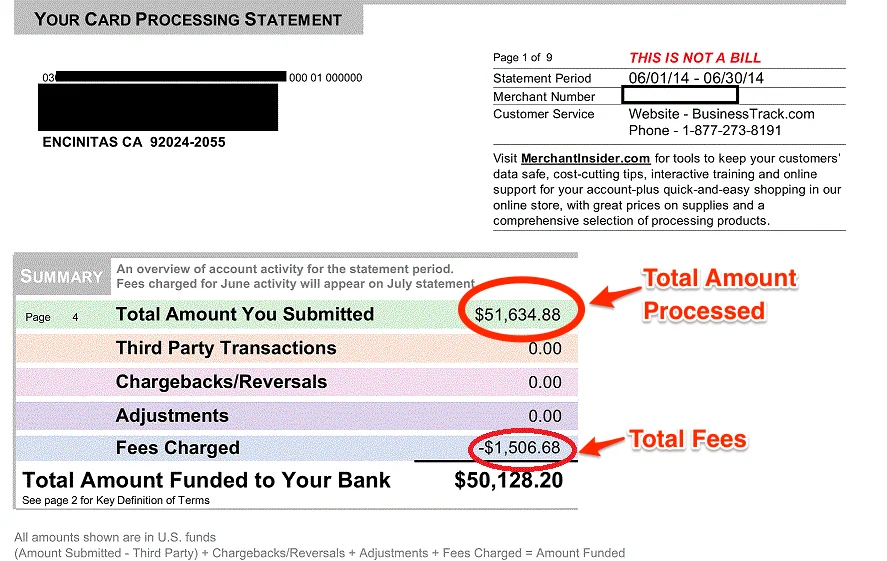 YOUR CARD PROCESSING STATEMENT
Page 1 of 9 THIS IS NOT A BILL
03 000 01 000000
Statement Period 06/01/14 - 06/30/14
Merchant Number
Customer Service Website - BusinessTrack.com
Phone - 1-877-273-8191
ENCINITAS CA 92024-2055
Visit MerchantInsider.com for tools to keep your customers'
data safe, cost-cutting tips, interactive training and online
support for your account-plus quick-and-easy shopping in our
online store, with great prices on supplies and a
comprehensive selection of processing products.
SUMMARY
An overview of account activity for the statement period.
Fees charged for June activity will appear on July statement.
Page 4 Total Amount You Submitted $51,634.88
Total Amount
Processed
Third Party Transactions 0.00
Chargebacks/Reversals 0.00
Adjustments 0.00
Fees Charged -$1,506.68
Total Fees
Total Amount Funded to Your Bank $50,128.20
See page 2 for Key Definition of Terms
All amounts shown are in U.S. funds
(Amount Submitted - Third Party) + Chargebacks/Reversals + Adjustments + Fees Charged = Amount Funded